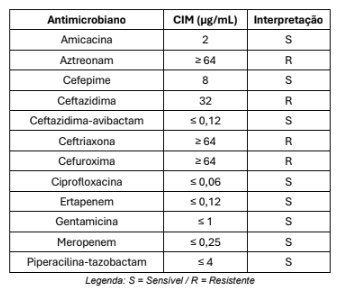 Antimicrobiano CIM (µg/mL) Interpretação
Amicacina 2 S
Aztreonam ≥ 64 R
Cefepime 8 S
Ceftazidima 32 R
Ceftazidima-avibactam ≤ 0,12 S
Ceftriaxona ≥ 64 R
Cefuroxima ≥ 64 R
Ciprofloxacina ≤ 0,06 S
Ertapenem ≤ 0,12 S
Gentamicina ≤ 1 S
Meropenem ≤ 0,25 S
Piperacilina-tazobactam ≤ 4 S
Legenda: S = Sensível / R = Resistente